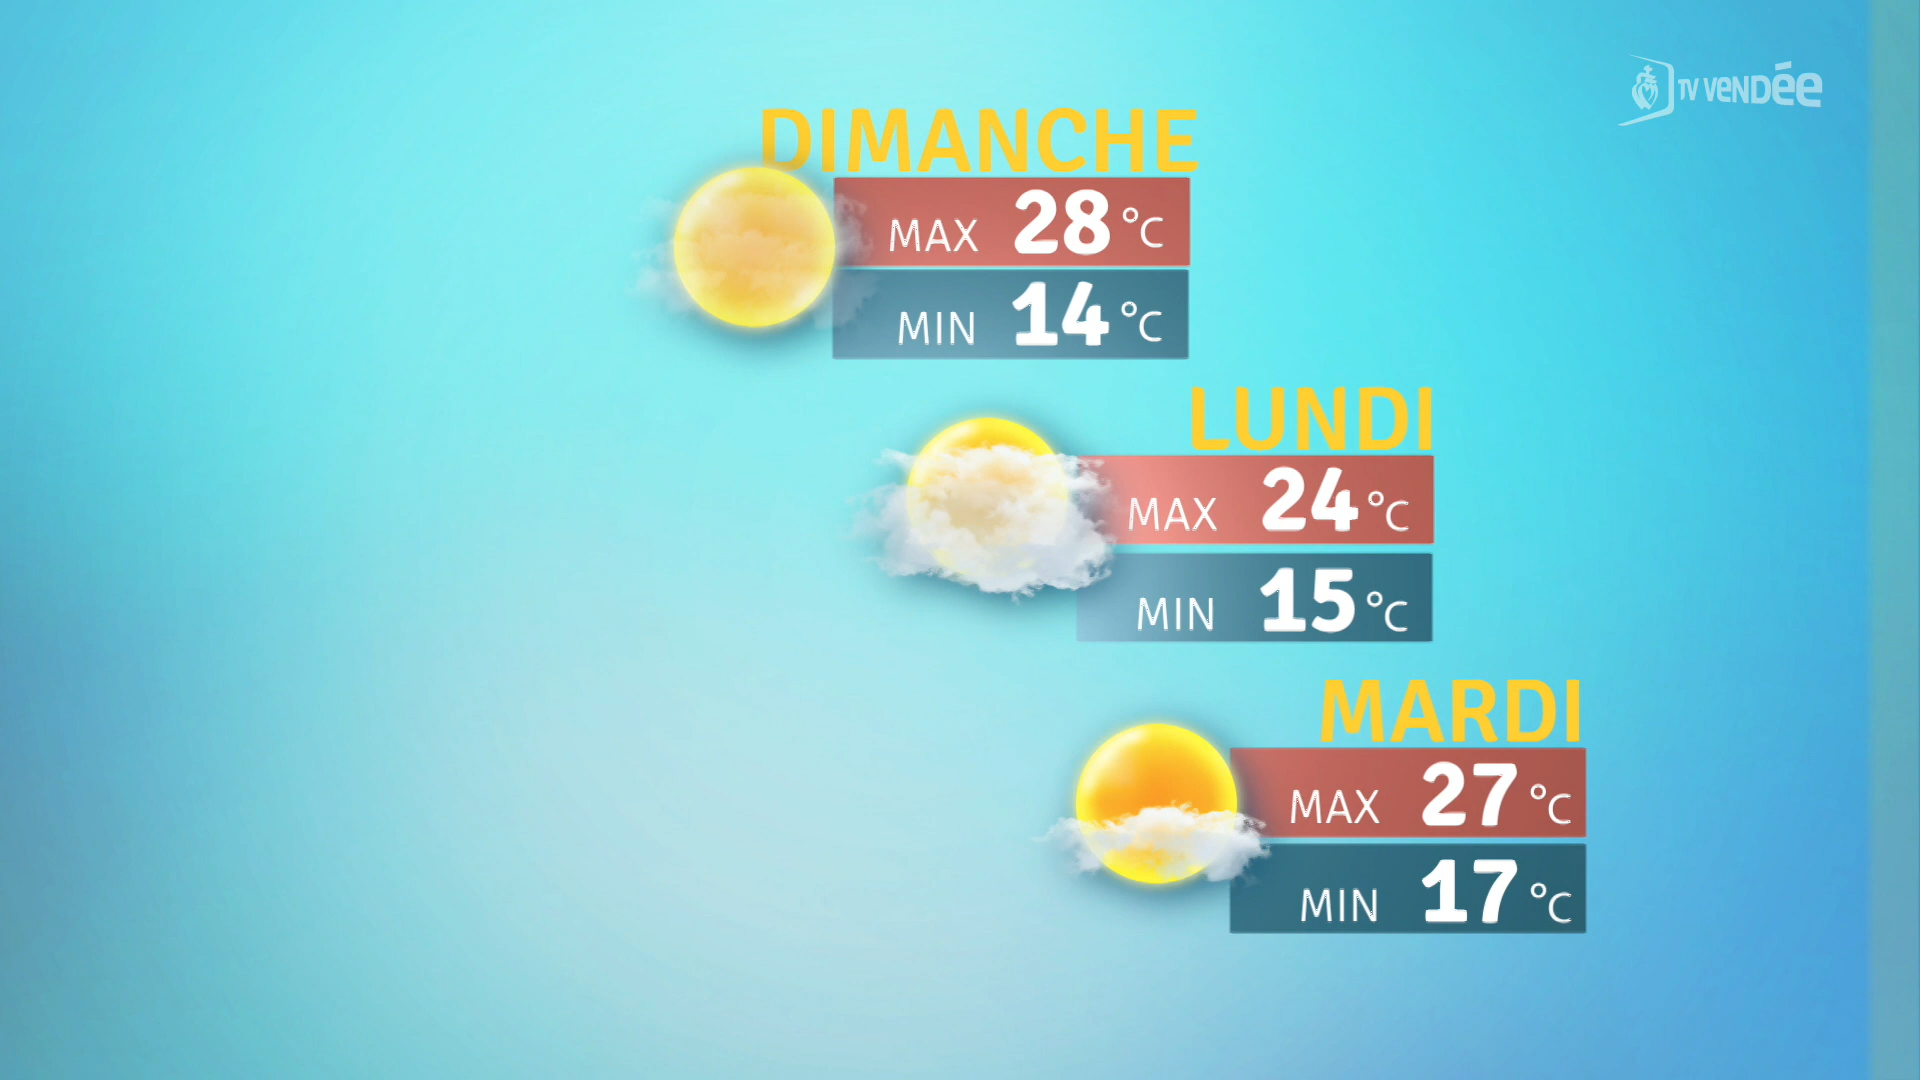 TV VENDÉE
DIMANCHE
MAX 28 °C
MIN 14 °C
LUNDI
MAX 24 °C
MIN 15 °C
MARDI
MAX 27 °C
MIN 17 °C